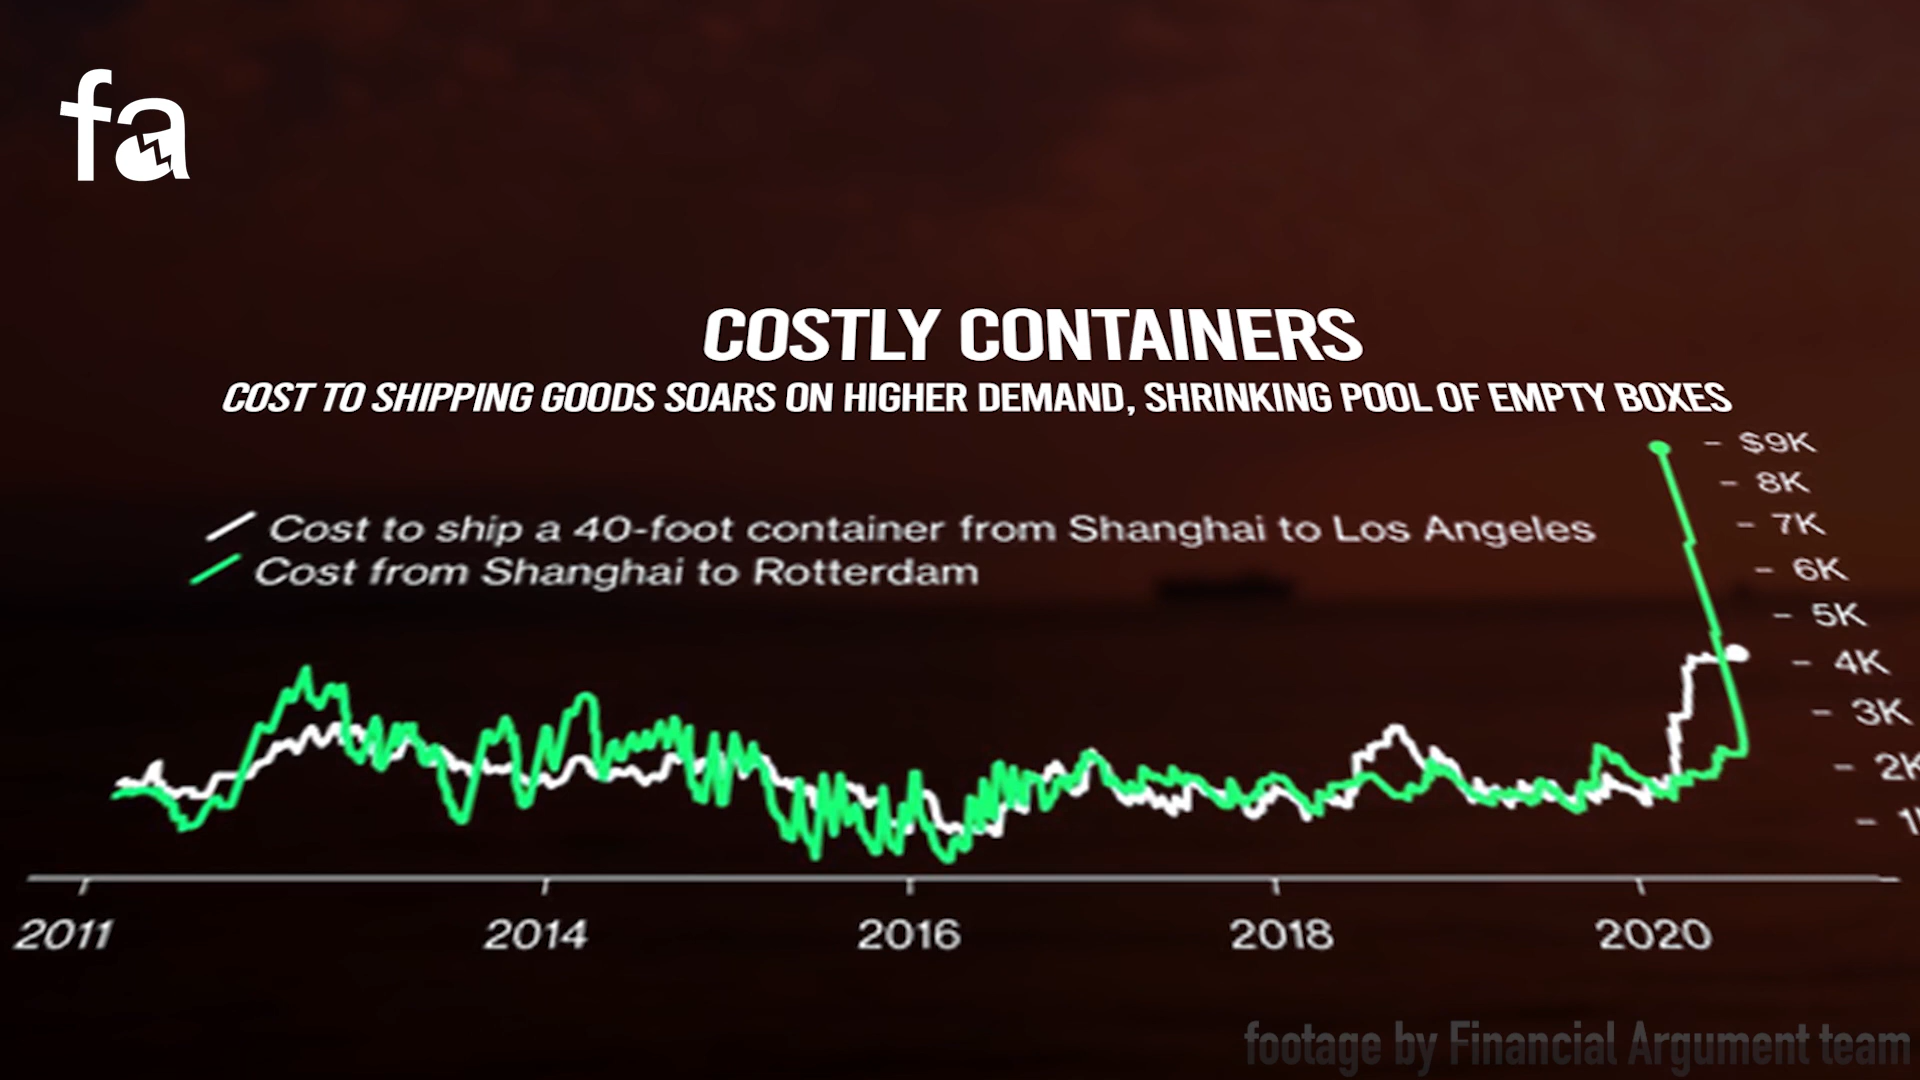 fa
COSTLY CONTAINERS
COST TO SHIPPING GOODS SOARS ON HIGHER DEMAND, SHRINKING POOL OF EMPTY BOXES
Cost to ship a 40-foot container from Shanghai to Los Angeles
Cost from Shanghai to Rotterdam
$9K
8K
7K
6K
5K
4K
3K
2K
2011 2014 2016 2018 2020
footage by Financial Argument team